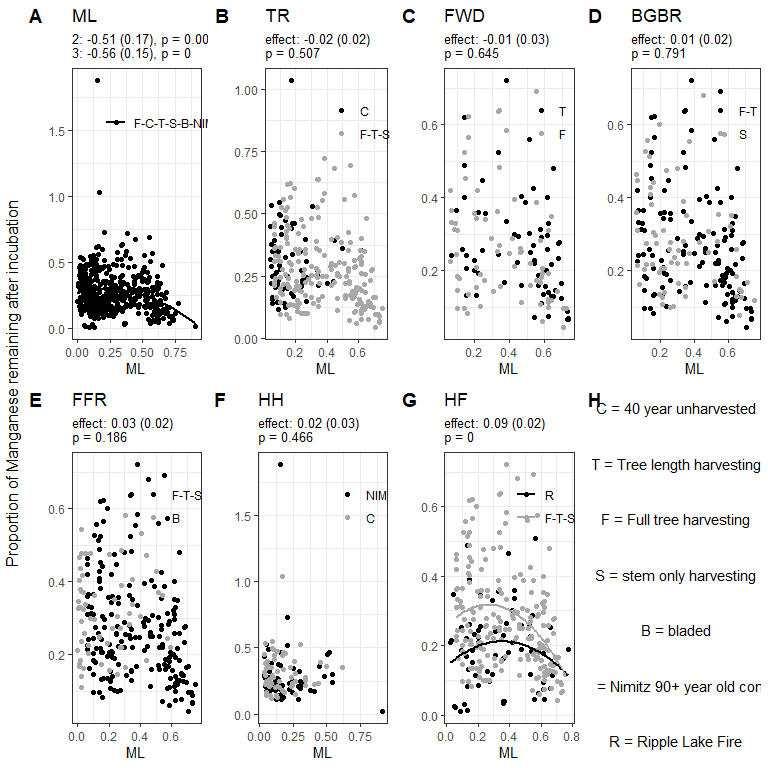 A ML
2: -0.51 (0.17), p = 0.00
3: -0.56 (0.15), p = 0
F-C-T-S-B-NIM
0.0 0.5 1.0 1.5
0.00 0.25 0.50 0.75
ML
B TR
effect: -0.02 (0.02)
p = 0.507
C
F-T-S
0.00 0.25 0.50 0.75 1.00
0.2 0.4 0.6
ML
C FWD
effect: -0.01 (0.03)
p = 0.645
T
F
0.2 0.4 0.6
0.2 0.4 0.6
ML
D BGBR
effect: 0.01 (0.02)
p = 0.791
F-T
S
0.2 0.4 0.6
0.2 0.4 0.6
ML
Proportion of Manganese remaining after incubation
E FFR
effect: 0.03 (0.02)
p = 0.186
F-T-S
B
0.2 0.4 0.6
0.0 0.2 0.4 0.6
ML
F HH
effect: 0.02 (0.03)
p = 0.466
NIM
C
0.0 0.5 1.0 1.5
0.00 0.25 0.50 0.75
ML
G HF
effect: 0.09 (0.02)
p = 0
R
F-T-S
0.0 0.2 0.4 0.6
0.0 0.2 0.4 0.6 0.8
ML
H
C = 40 year unharvested
T = Tree length harvesting
F = Full tree harvesting
S = stem only harvesting
B = bladed
= Nimitz 90+ year old con
R = Ripple Lake Fire